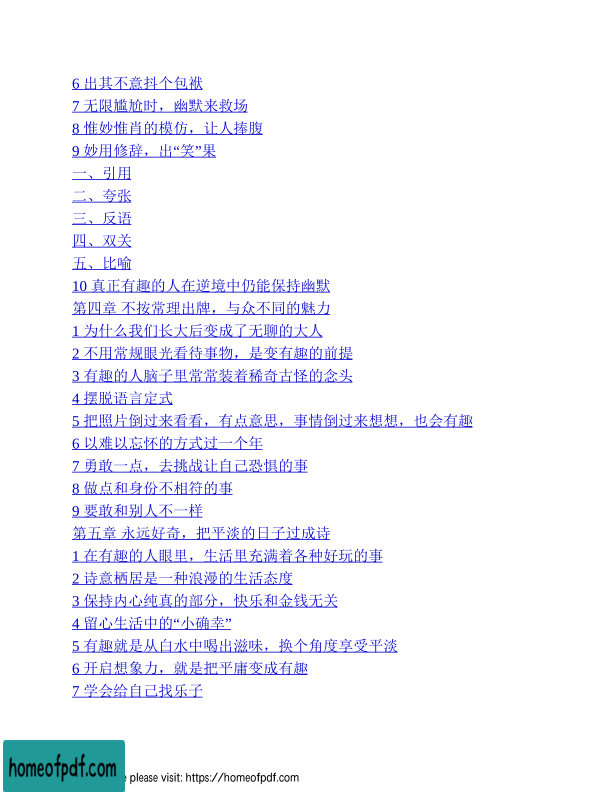 6 出其不意抖个包袱
7 无限尴尬时，幽默来救场
8 惟妙惟肖的模仿，让人捧腹
9 妙用修辞，出“笑”果
一、引用
二、夸张
三、反语
四、双关
五、比喻
10 真正有趣的人在逆境中仍能保持幽默
第四章 不按常理出牌，与众不同的魅力
1 为什么我们长大后变成了无聊的大人
2 不用常规眼光看待事物，是变有趣的前提
3 有趣的人脑子里常常装着稀奇古怪的念头
4 摆脱语言定式
5 把照片倒过来看看，有点意思，事情倒过来想想，也会有趣
6 以难以忘怀的方式过一个年
7 勇敢一点，去挑战让自己恐惧的事
8 做点和身份不相符的事
9 要敢和别人不一样
第五章 永远好奇，把平淡的日子过成诗
1 在有趣的人眼里，生活里充满着各种好玩的事
2 诗意栖居是一种浪漫的生活态度
3 保持内心纯真的部分，快乐和金钱无关
4 留心生活中的“小确幸”
5 有趣就是从白水中喝出滋味，换个角度享受平淡
6 开启想象力，就是把平庸变成有趣
7 学会给自己找乐子
homeofpdf.com
please visit: https://homeofpdf.com